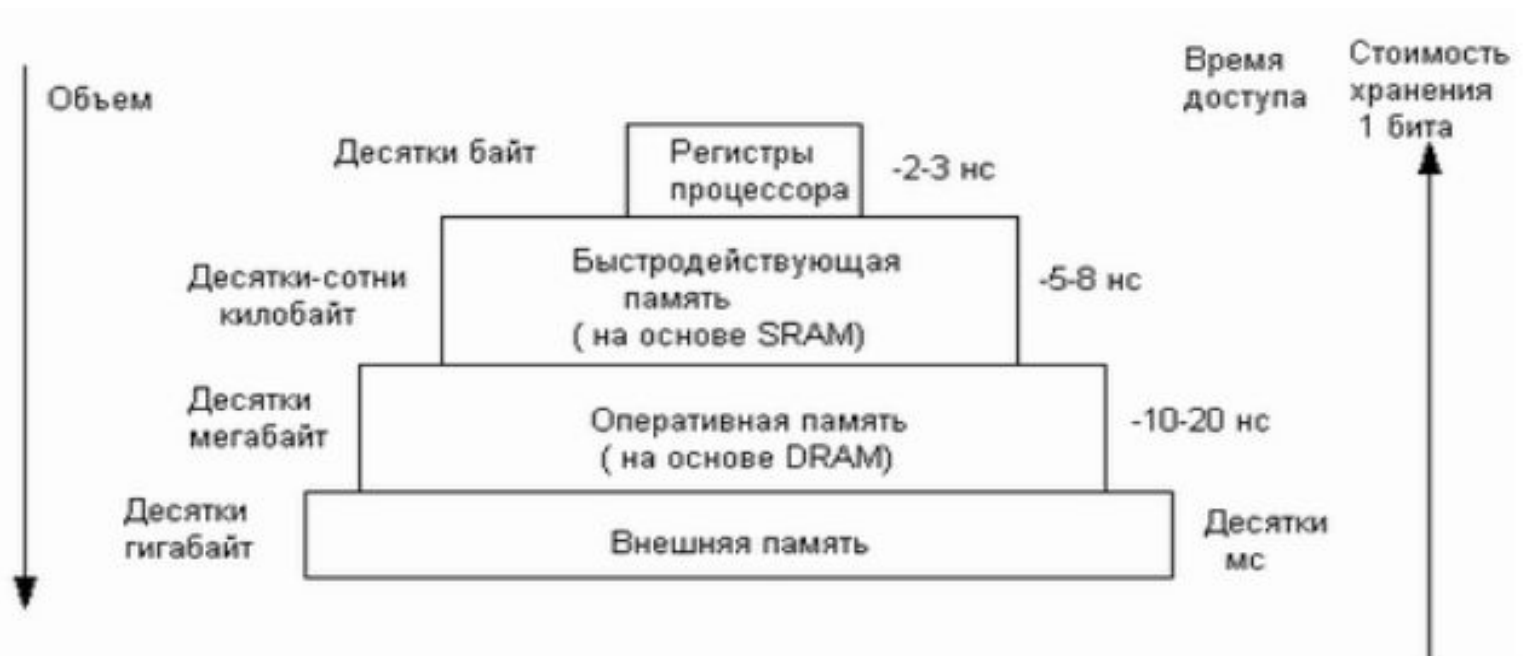 Объем
Время
доступа
Стоимость
хранения
1 бита
Десятки байт
Регистры
процессора
-2-3 нс
Десятки-сотни
килобайт
Быстродействующая
память
( на основе SRAM)
-5-8 нс
Десятки
мегабайт
Оперативная память
( на основе DRAM)
-10-20 нс
Десятки
гигабайт
Внешняя память
Десятки
мс